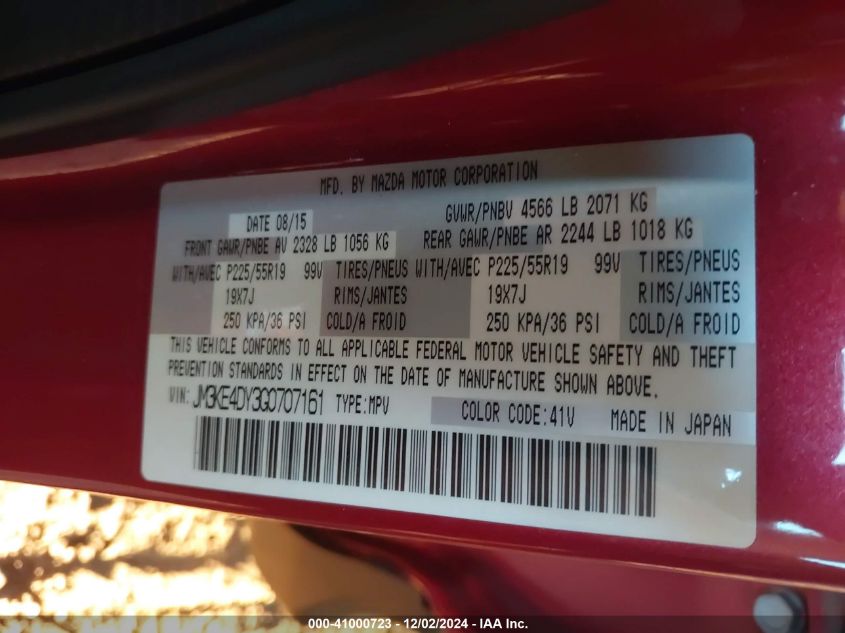 MFD. BY MAZDA MOTOR CORPORATION
DATE 08/15 GVWR/PNBV 4566 LB 2071 KG
FRONT GAWR/PNBE AV 2328 LB 1056 KG REAR GAWR/PNBE AR 2244 LB 1018 KG
WITH/AVEC P225/55R19 99V TIRES/PNEUS WITH/AVEC P225/55R19 99V TIRES/PNEUS
19X7J RIMS/JANTES 19X7J RIMS/JANTES
250 KPA/36 PSI COLD/A FROID 250 KPA/36 PSI COLD/A FROID
THIS VEHICLE CONFORMS TO ALL APPLICABLE FEDERAL MOTOR VEHICLE SAFETY AND THEFT
PREVENTION STANDARDS IN EFFECT ON THE DATE OF MANUFACTURE SHOWN ABOVE.
VIN: JM3KE4DY3G0707161 TYPE:MPV COLOR CODE:41V MADE IN JAPAN
000-41000723 - 12/02/2024 - IAA Inc.